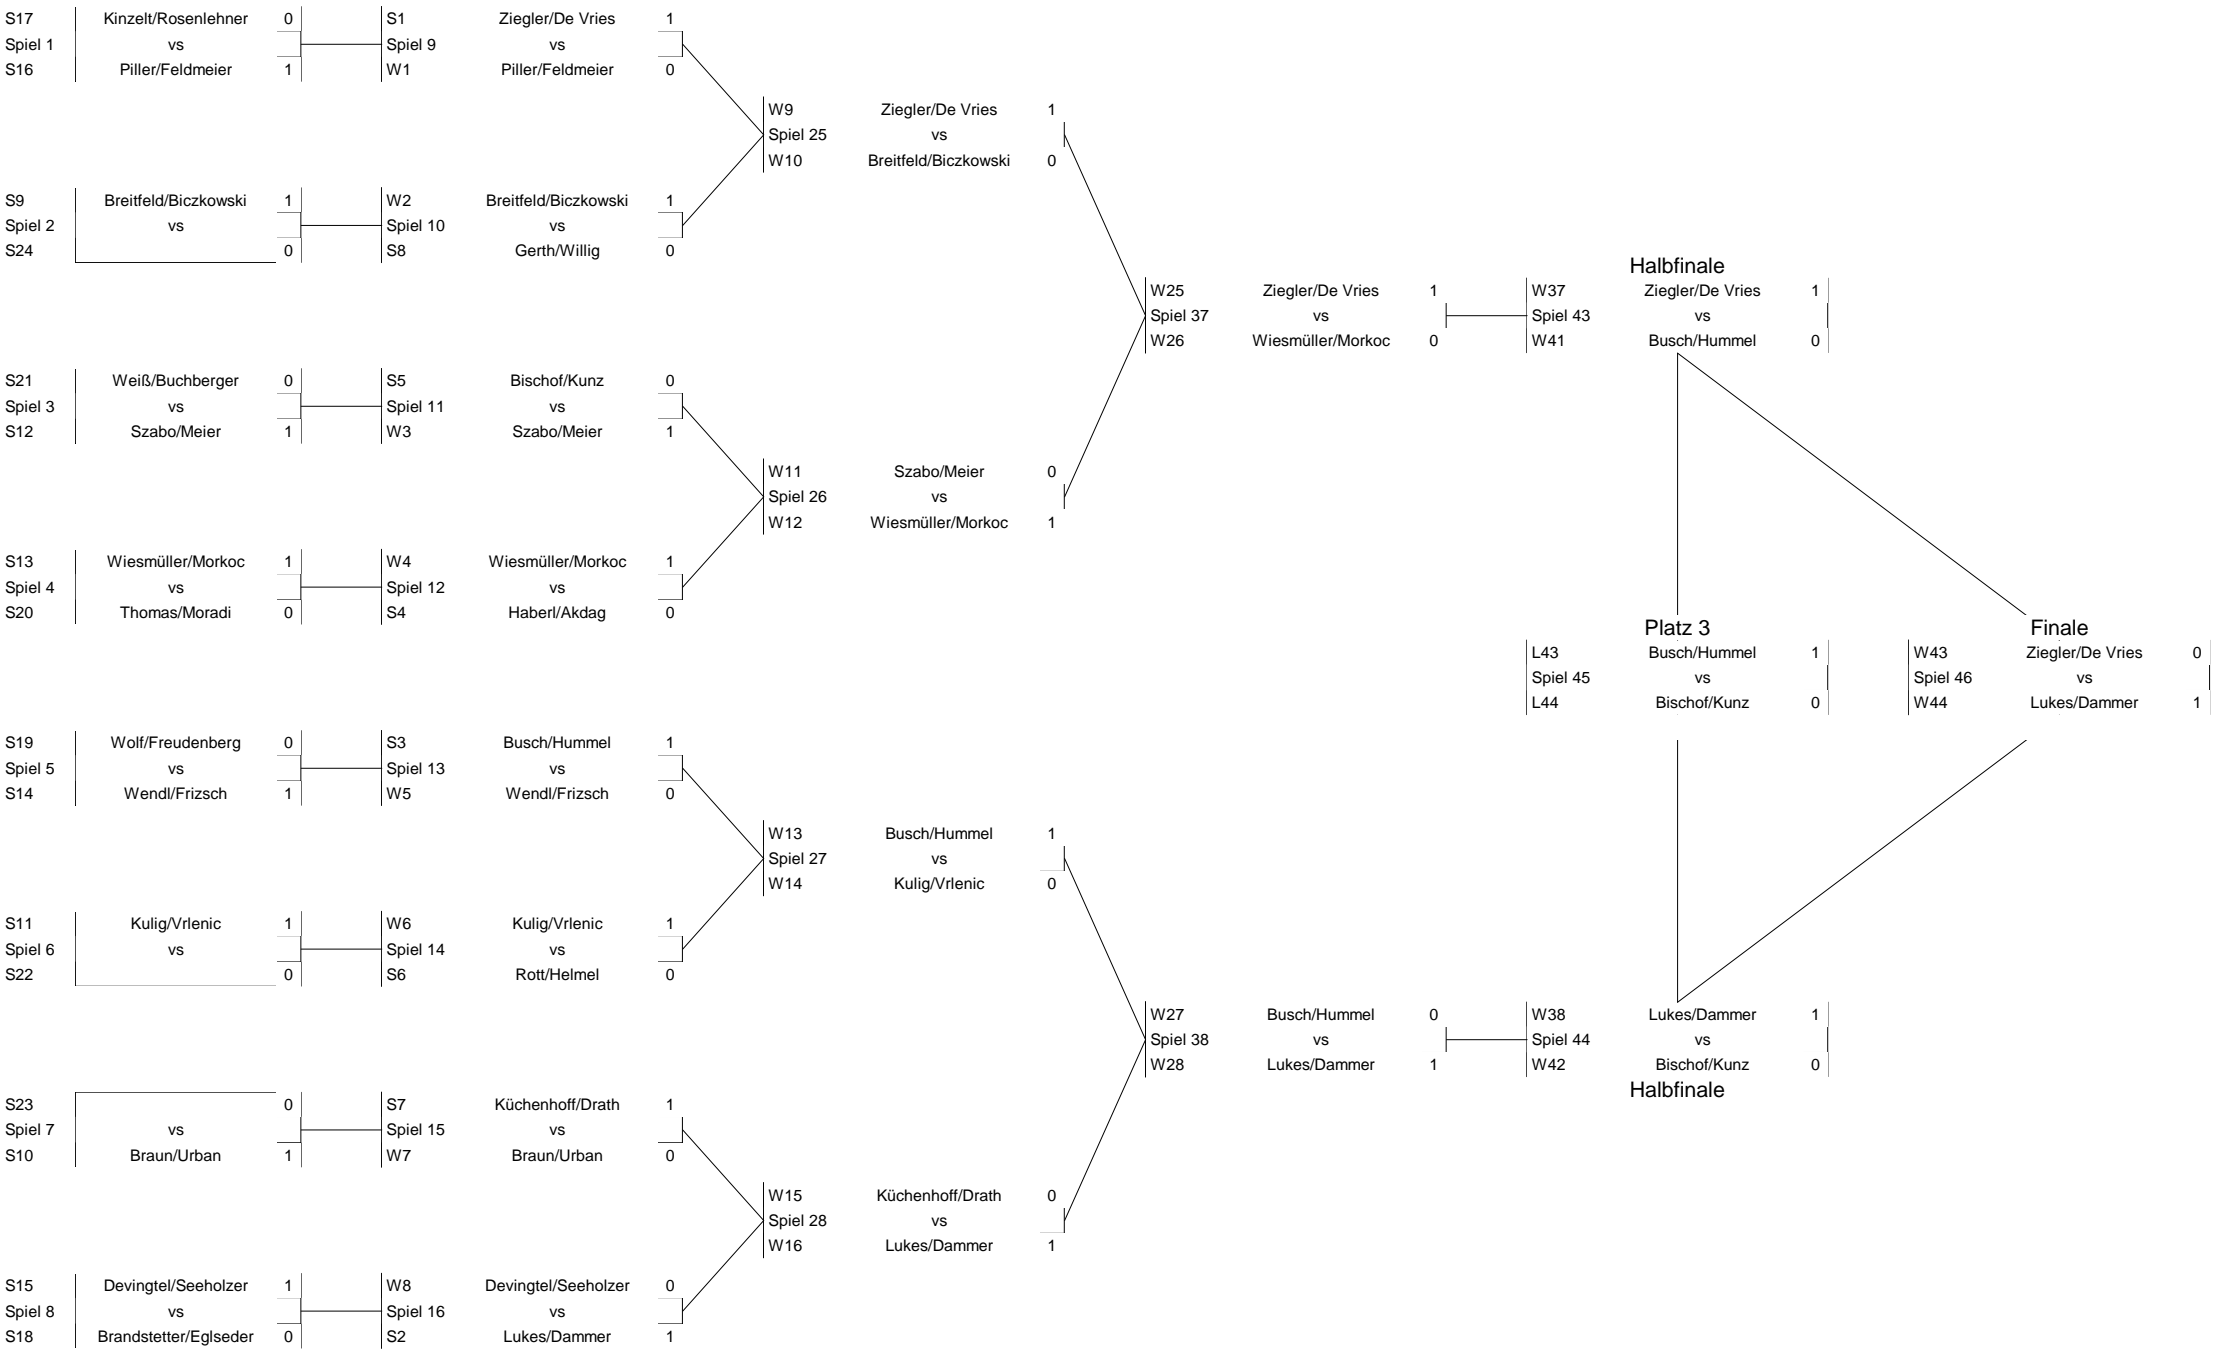 S17 Kinzelt/Rosenlehner 0 S1 Ziegler/De Vries 1
Spiel 1 vs Spiel 9 vs
S16 Piller/Feldmeier 1 W1 Piller/Feldmeier 0
W9 Ziegler/De Vries 1
Spiel 25 vs
W10 Breitfeld/Biczkowski 0
S9 Breitfeld/Biczkowski 1 W2 Breitfeld/Biczkowski 1
Spiel 2 vs Spiel 10 vs
S24 0 S8 Gerth/Willig 0
Halbfinale
W25 Ziegler/De Vries 1 W37 Ziegler/De Vries 1
Spiel 37 vs Spiel 43 vs
W26 Wiesmüller/Morkoc 0 W41 Busch/Hummel 0
S21 Weiß/Buchberger 0 S5 Bischof/Kunz 0
Spiel 3 vs Spiel 11 vs
S12 Szabo/Meier 1 W3 Szabo/Meier 1
W11 Szabo/Meier 0
Spiel 26 vs
W12 Wiesmüller/Morkoc 1
S13 Wiesmüller/Morkoc 1 W4 Wiesmüller/Morkoc 1
Spiel 4 vs Spiel 12 vs
S20 Thomas/Moradi 0 S4 Haberl/Akdag 0
Platz 3 Finale
L43 Busch/Hummel 1 W43 Ziegler/De Vries 0
Spiel 45 vs Spiel 46 vs
L44 Bischof/Kunz 0 W44 Lukes/Dammer 1
S19 Wolf/Freudenberg 0 S3 Busch/Hummel 1
Spiel 5 vs Spiel 13 vs
S14 Wendl/Frizsch 1 W5 Wendl/Frizsch 0
W13 Busch/Hummel 1
Spiel 27 vs
W14 Kulig/Vrlenic 0
S11 Kulig/Vrlenic 1 W6 Kulig/Vrlenic 1
Spiel 6 vs Spiel 14 vs
S22 0 S6 Rott/Helmel 0
W27 Busch/Hummel 0 W38 Lukes/Dammer 1
Spiel 38 vs Spiel 44 vs
W28 Lukes/Dammer 1 W42 Bischof/Kunz 0
Halbfinale
S23 0 S7 Küchenhoff/Drath 1
Spiel 7 vs Spiel 15 vs
S10 Braun/Urban 1 W7 Braun/Urban 0
W15 Küchenhoff/Drath 0
Spiel 28 vs
W16 Lukes/Dammer 1
S15 Devingtel/Seeholzer 1 W8 Devingtel/Seeholzer 0
Spiel 8 vs Spiel 16 vs
S18 Brandstetter/Eglseder 0 S2 Lukes/Dammer 1